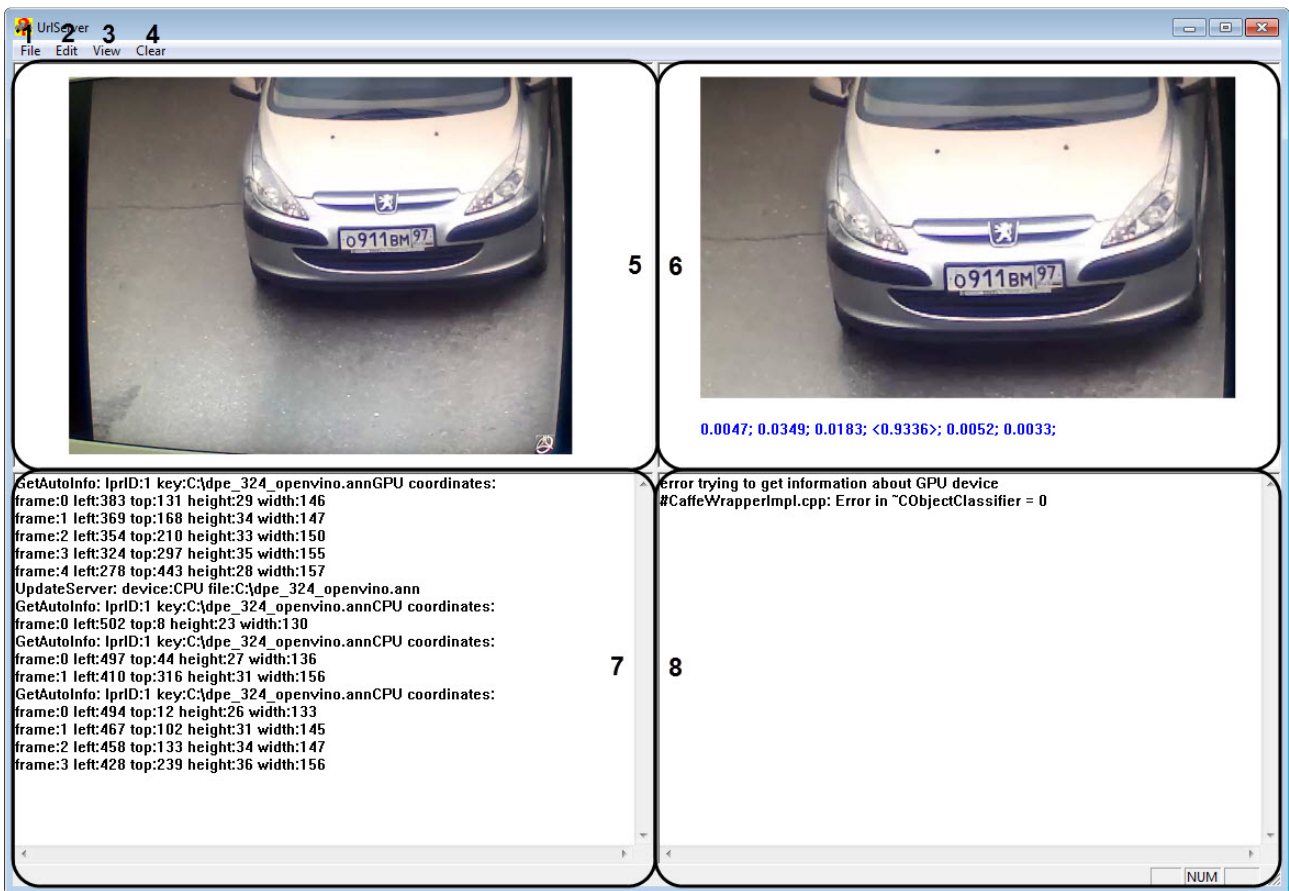 UrlServer
1 2 3 4
File Edit View Clear
О911ВМ 97
О911ВМ 97
5 6
0.0047; 0.0349; 0.0183; <0.9336>; 0.0052; 0.0033;
GetAutoInfo: lprID:1 key:C:\dpe_324_openvino.annGPU coordinates:
frame:0 left:383 top:131 height:29 width:146
frame:1 left:369 top:168 height:34 width:147
frame:2 left:354 top:210 height:33 width:150
frame:3 left:324 top:297 height:35 width:155
frame:4 left:278 top:443 height:28 width:157
UpdateServer: device:CPU file:C:\dpe_324_openvino.ann
GetAutoInfo: lprID:1 key:C:\dpe_324_openvino.annCPU coordinates:
frame:0 left:502 top:8 height:23 width:130
GetAutoInfo: lprID:1 key:C:\dpe_324_openvino.annCPU coordinates:
frame:0 left:497 top:44 height:27 width:136
frame:1 left:410 top:316 height:31 width:156
GetAutoInfo: lprID:1 key:C:\dpe_324_openvino.annCPU coordinates:
frame:0 left:494 top:12 height:26 width:133
frame:1 left:467 top:102 height:31 width:145
frame:2 left:458 top:133 height:34 width:147
frame:3 left:428 top:239 height:36 width:156
7
error trying to get information about GPU device
#CaffeWrapperImpl.cpp: Error in ~CObjectClassifier = 0
8
NUM